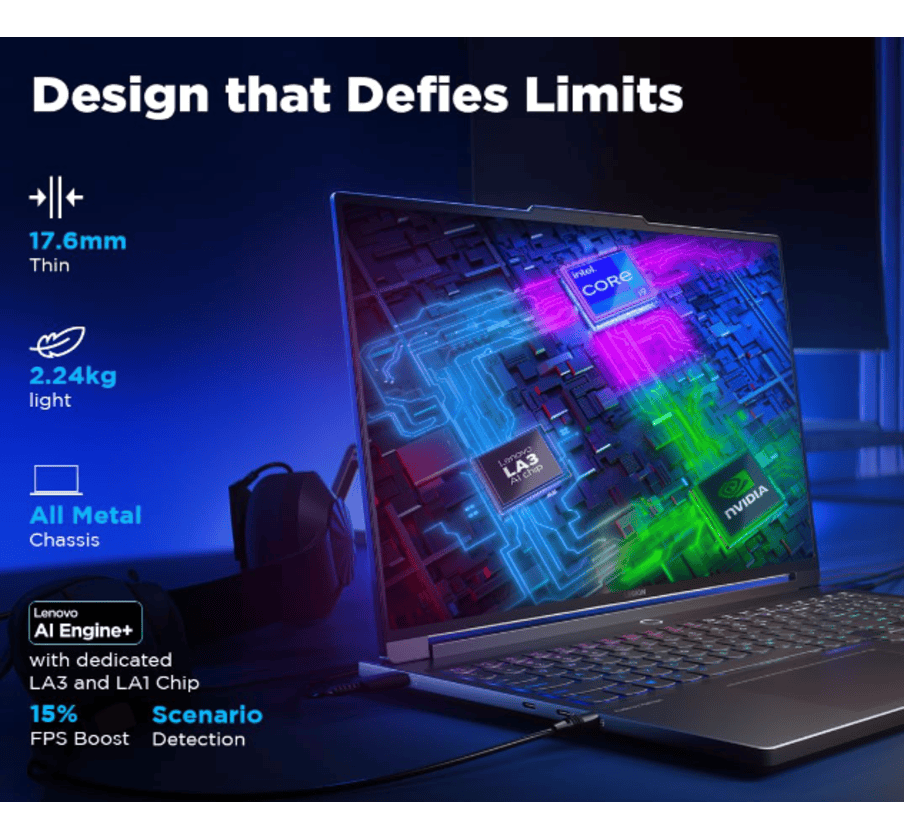 Design that Defies Limits
17.6mm
Thin
2.24kg
light
All Metal
Chassis
Lenovo
AI Engine+
with dedicated
LA3 and LA1 Chip
15%
FPS Boost
Scenario
Detection
intel.
CORE
i9
Lenovo
LA3
AI chip
NVIDIA